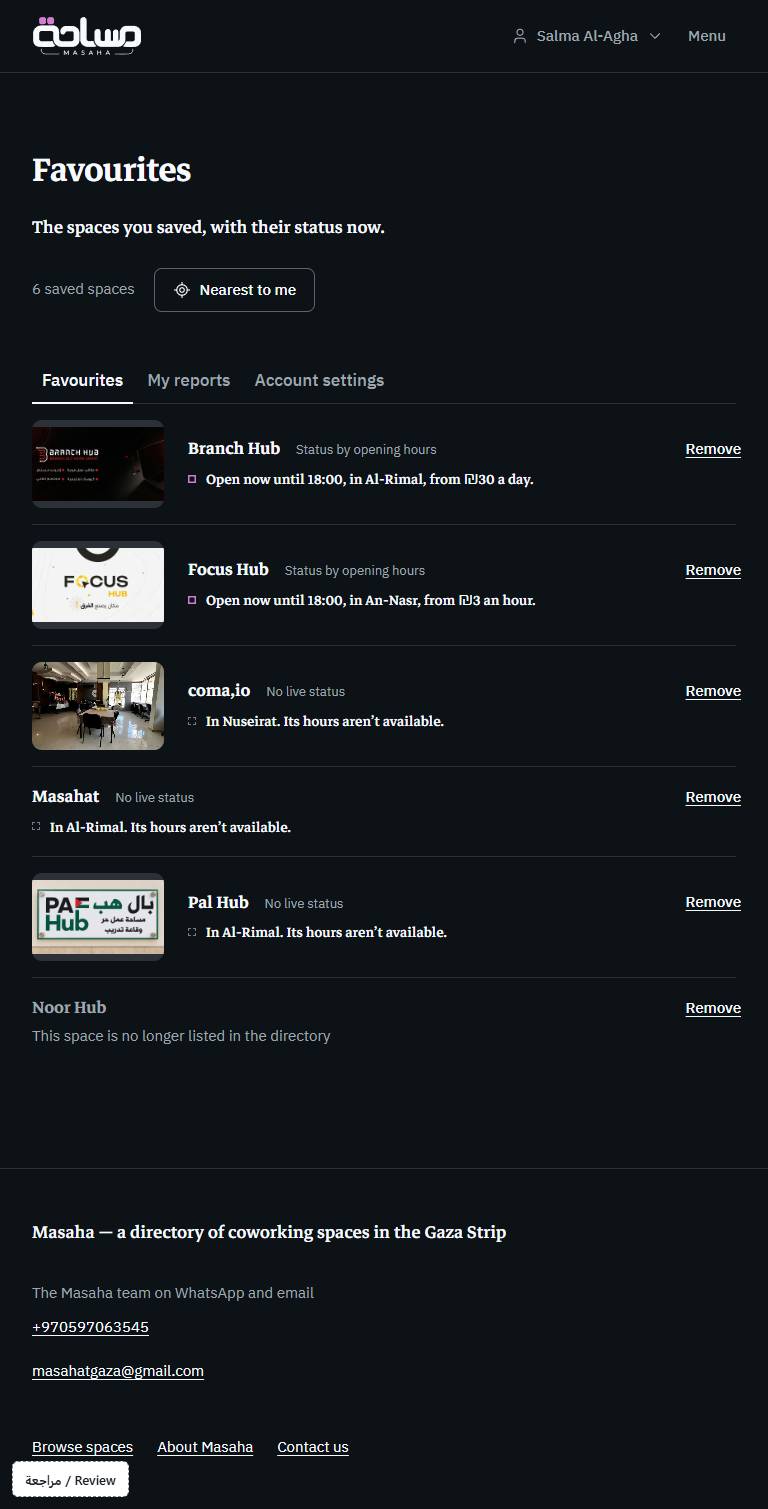 مساحة
MASAHA
Salma Al-Agha
Menu
Favourites
The spaces you saved, with their status now.
6 saved spaces
Nearest to me
Favourites
My reports
Account settings
BRANCH HUB
Branch Hub
Status by opening hours
Remove
Open now until 18:00, in Al-Rimal, from ₪30 a day.
FOCUS
HUB
مكان يصنع الفرق
Focus Hub
Status by opening hours
Remove
Open now until 18:00, in An-Nasr, from ₪3 an hour.
coma,io
No live status
Remove
In Nuseirat. Its hours aren’t available.
Masahat
No live status
Remove
In Al-Rimal. Its hours aren’t available.
PAL بال هب
Hub مساحة عمل حر
وقاعة تدريب
Pal Hub
No live status
Remove
In Al-Rimal. Its hours aren’t available.
Noor Hub
Remove
This space is no longer listed in the directory
Masaha — a directory of coworking spaces in the Gaza Strip
The Masaha team on WhatsApp and email
+970597063545
masahatgaza@gmail.com
Browse spaces
About Masaha
Contact us
مراجعة / Review